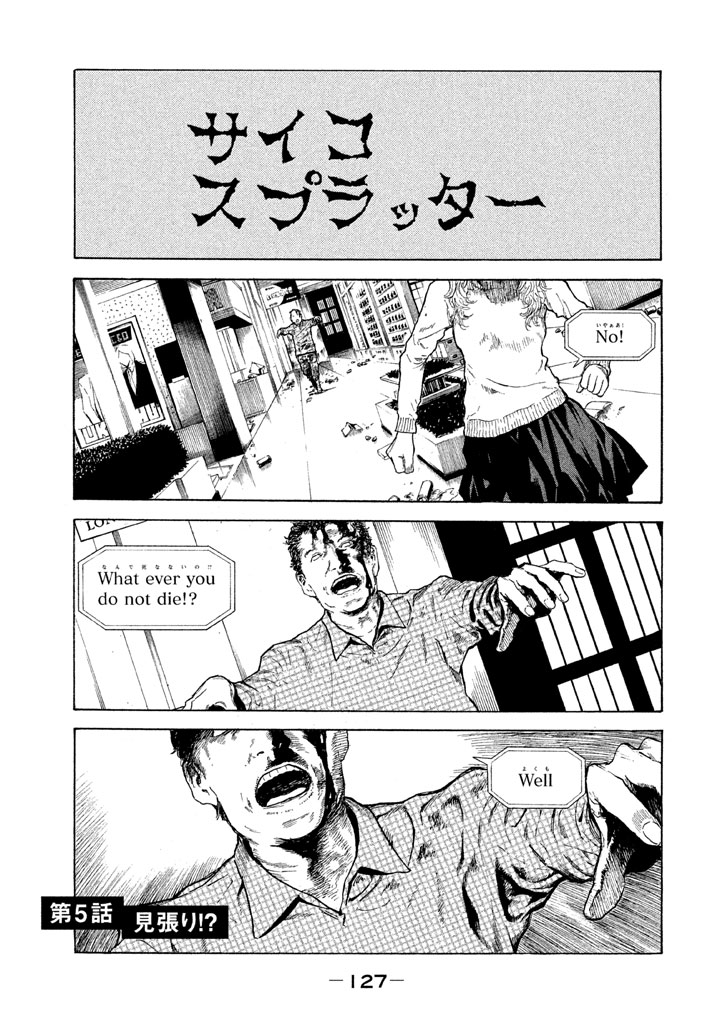 サイコ
スプラッター
いやぁあ!
No!
LON
なんで死なないの!?
What ever you
do not die!?
よくも
Well
第5話
見張り!?
-127-